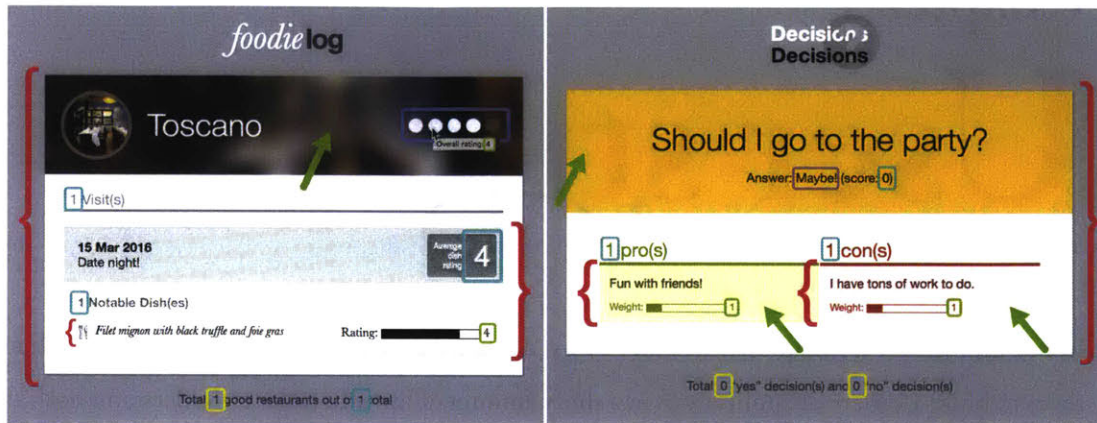 foodielog
Toscano
Overall rating: 4
1 Visit(s)
15 Mar 2016
Date night!
Average
dish
rating
4
1 Notable Dish(es)
Filet mignon with black truffle and foie gras
Rating: 4
Total 1 good restaurants out of 1 total
Decisions
Decisions
Should I go to the party?
Answer: Maybe! (score: 0)
1 pro(s)
Fun with friends!
Weight: 1
1 con(s)
I have tons of work to do.
Weight: 1
Total 0 "yes" decision(s) and 0 "no" decision(s)